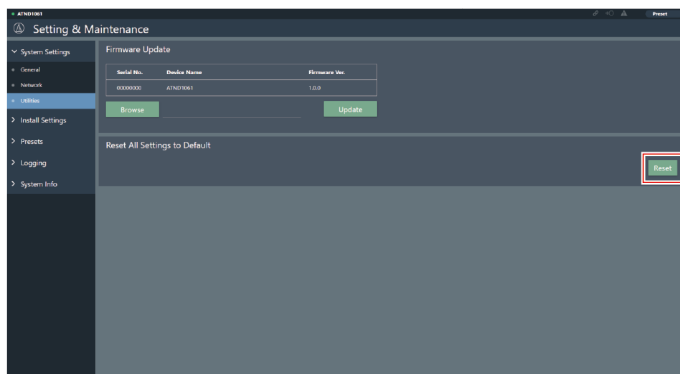 ATND1061
Preset
Setting & Maintenance
System Settings
General
Network
Utilities
Install Settings
Presets
Logging
System Info
Firmware Update
Serial No. Device Name Firmware Ver.
00000000 ATND1061 1.0.0
Browse Update
Reset All Settings to Default
Reset